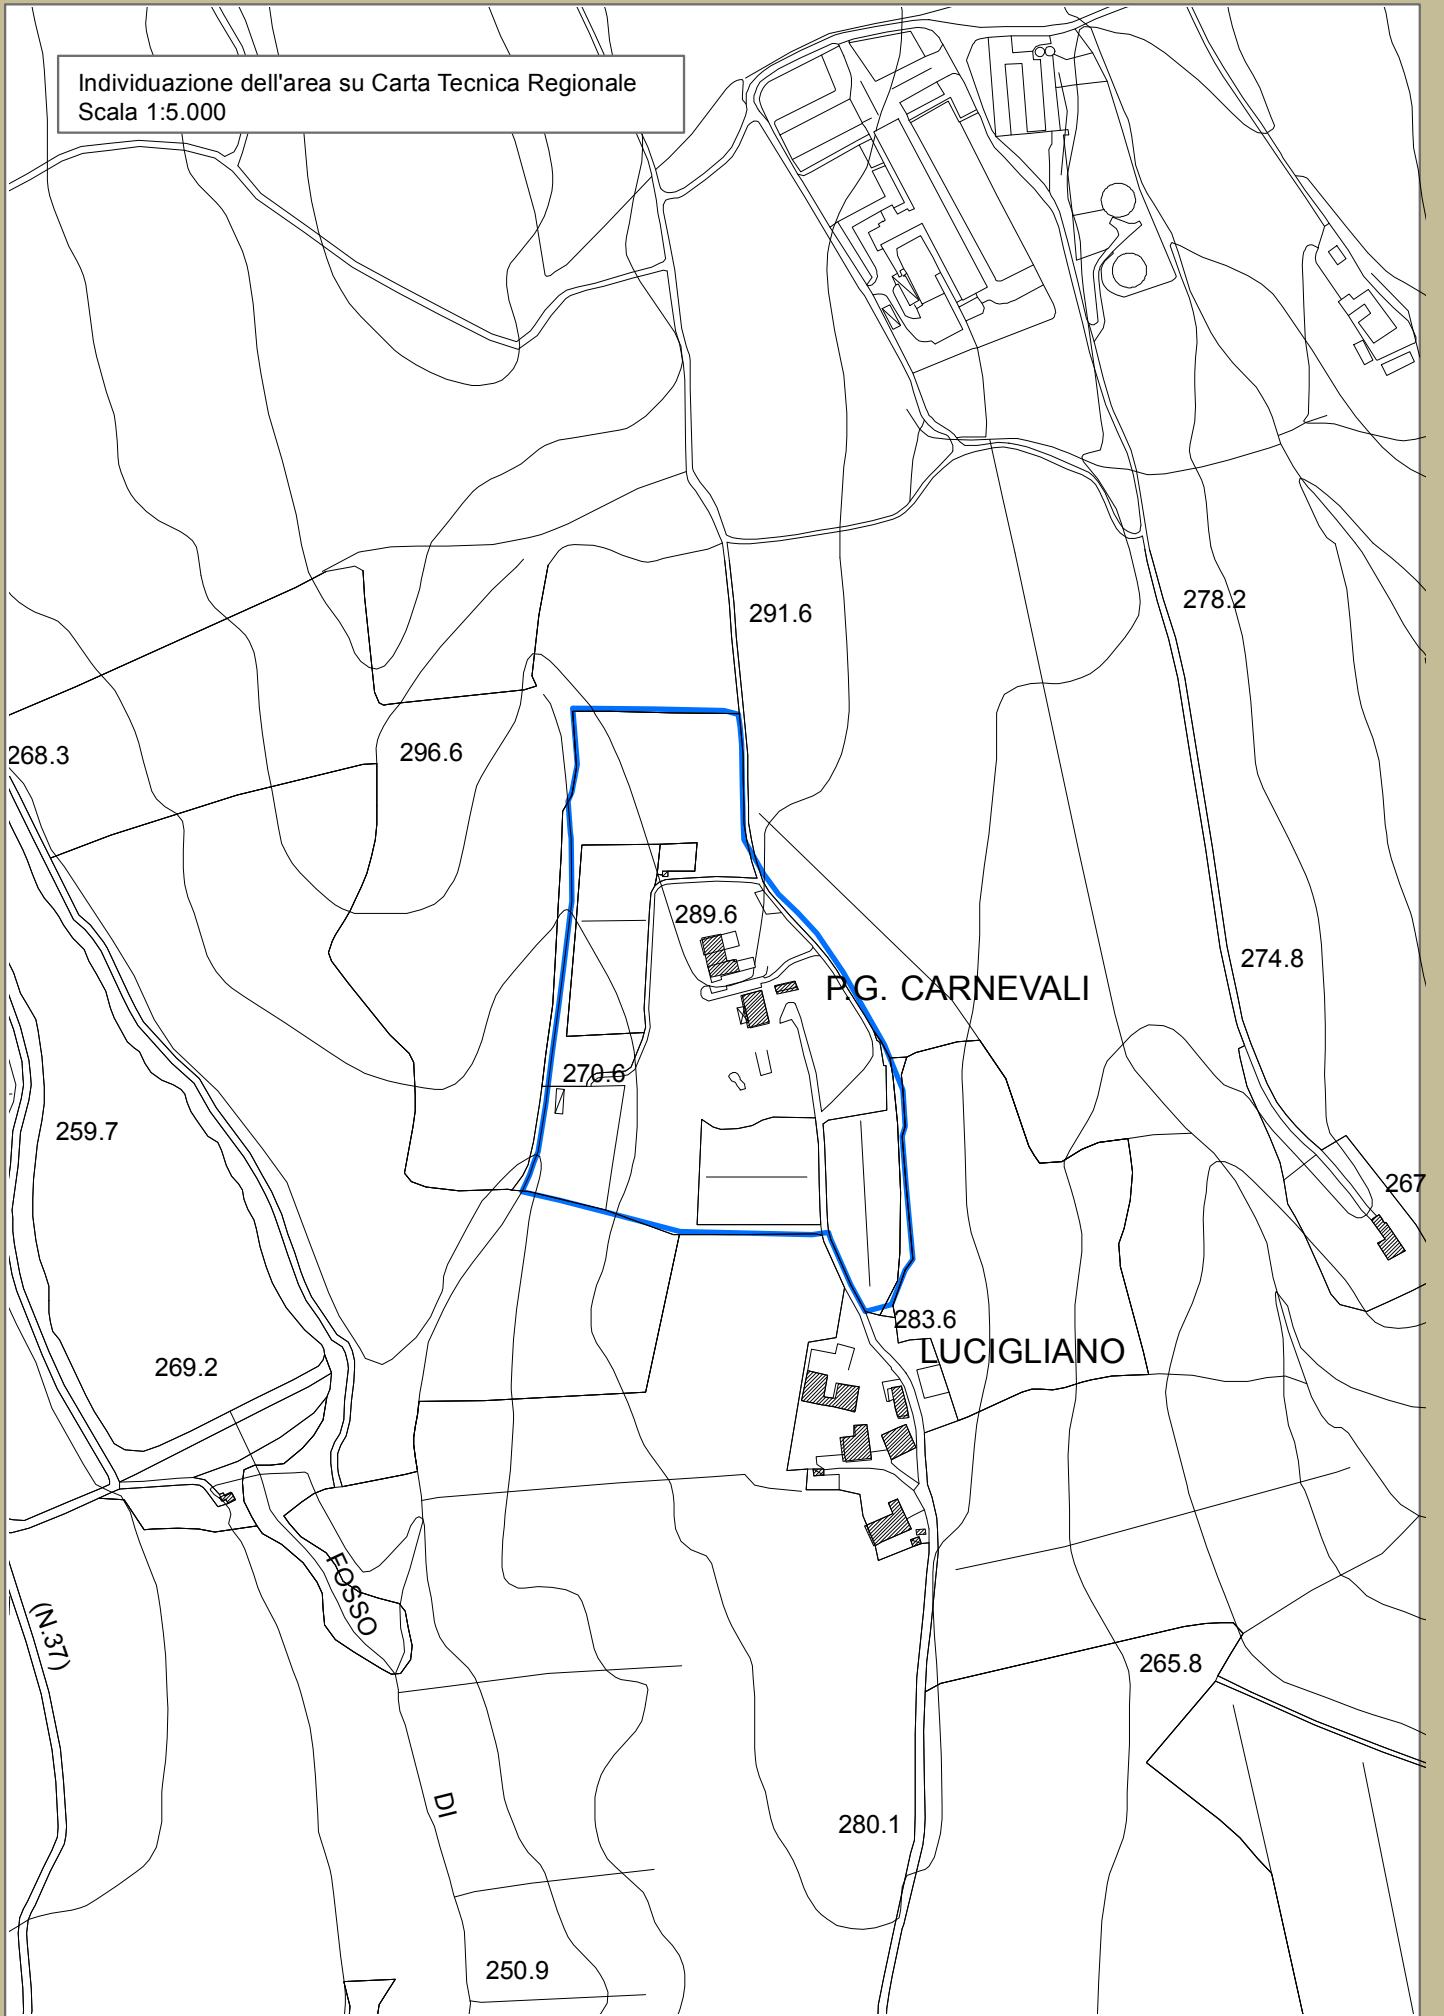 Individuazione dell'area su Carta Tecnica Regionale
Scala 1:5.000
291.6
278.2
268.3
296.6
289.6
274.8
P.G. CARNEVALI
270.6
259.7
267
283.6
LUCIGLIANO
269.2
FOSSO
(N.37)
265.8
DI
280.1
250.9